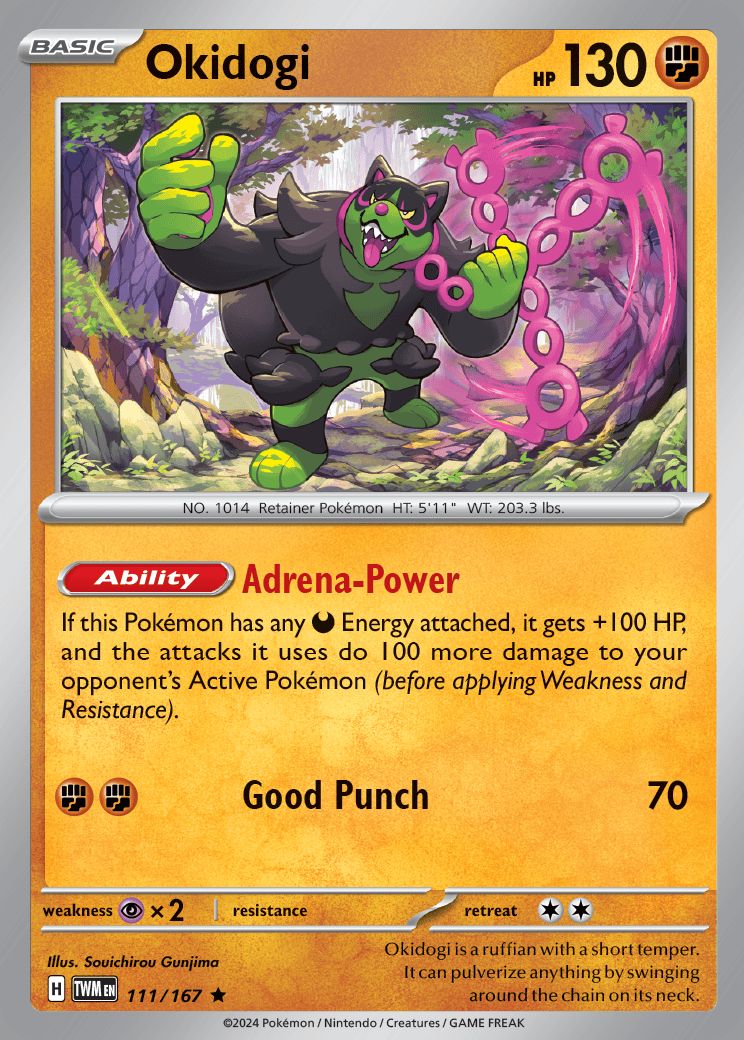 BASIC
Okidogi
HP 130
NO. 1014 Retainer Pokémon HT: 5'11" WT: 203.3 lbs.
Ability Adrena-Power
If this Pokémon has any Energy attached, it gets +100 HP,
and the attacks it uses do 100 more damage to your
opponent's Active Pokémon (before applying Weakness and
Resistance).
Good Punch 70
weakness ×2 resistance retreat
Illus. Souichirou Gunjima
H TWM EN 111/167 ★
Okidogi is a ruffian with a short temper.
It can pulverize anything by swinging
around the chain on its neck.
©2024 Pokémon / Nintendo / Creatures / GAME FREAK